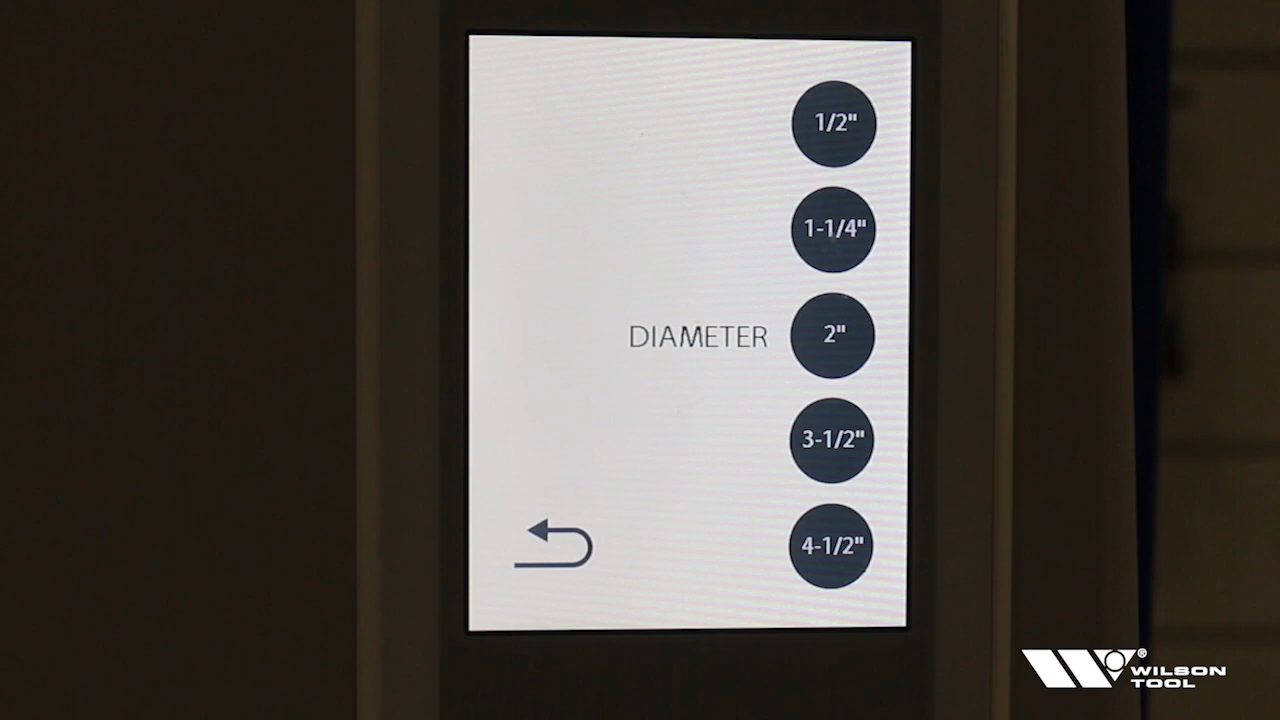 1/2"
1-1/4"
DIAMETER 2"
3-1/2"
4-1/2"
® WILSON
TOOL